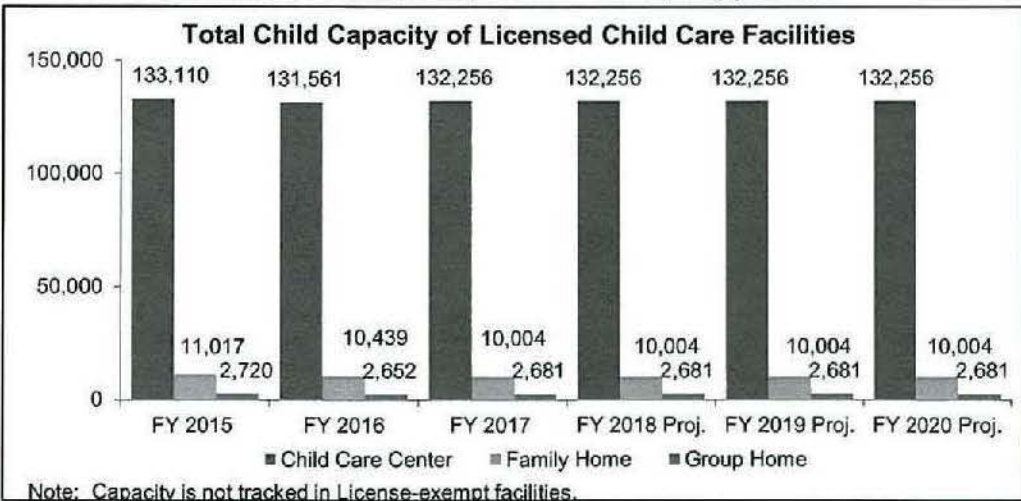 Total Child Capacity of Licensed Child Care Facilities
150,000
133,110 131,561 132,256 132,256 132,256 132,256
100,000
50,000
11,017 10,439 10,004 10,004 10,004 10,004
2,720 2,652 2,681 2,681 2,681 2,681
0
FY 2015 FY 2016 FY 2017 FY 2018 Proj. FY 2019 Proj. FY 2020 Proj.
Child Care Center Family Home Group Home
Note: Capacity is not tracked in License-exempt facilities.